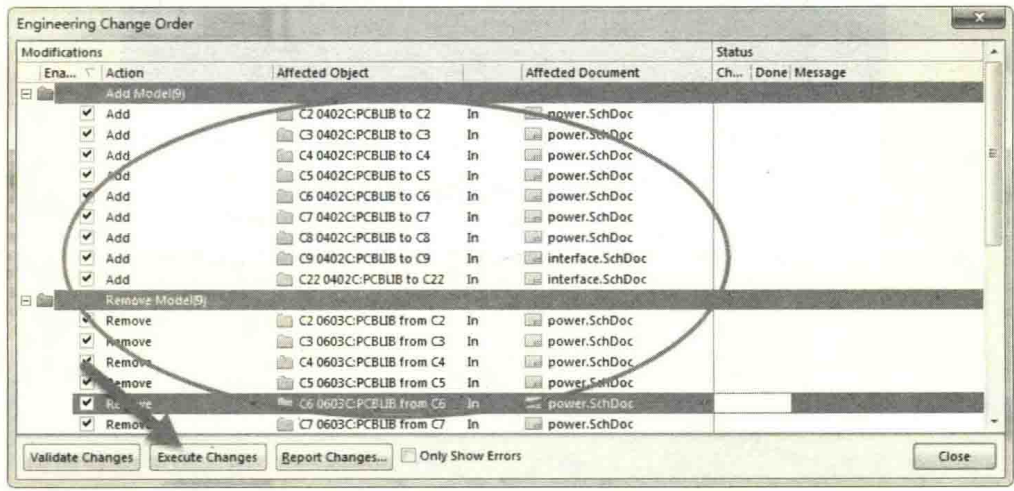 Engineering Change Order
Modifications Status
Ena... Action Affected Object Affected Document Ch... Done Message
Add Model(9)
Add C2 0402C:PCBLIB to C2 In power.SchDoc
Add C3 0402C:PCBLIB to C3 In power.SchDoc
Add C4 0402C:PCBLIB to C4 In power.SchDoc
Add C5 0402C:PCBLIB to C5 In power.SchDoc
Add C6 0402C:PCBLIB to C6 In power.SchDoc
Add C7 0402C:PCBLIB to C7 In power.SchDoc
Add C8 0402C:PCBLIB to C8 In power.SchDoc
Add C9 0402C:PCBLIB to C9 In interface.SchDoc
Add C22 0402C:PCBLIB to C22 In interface.SchDoc
Remove Model(9)
Remove C2 0603C:PCBLIB from C2 In power.SchDoc
Remove C3 0603C:PCBLIB from C3 In power.SchDoc
Remove C4 0603C:PCBLIB from C4 In power.SchDoc
Remove C5 0603C:PCBLIB from C5 In power.SchDoc
Remove C6 0603C:PCBLIB from C6 In power.SchDoc
Remove C7 0603C:PCBLIB from C7 In power.SchDoc
Validate Changes Execute Changes Report Changes... Only Show Errors Close